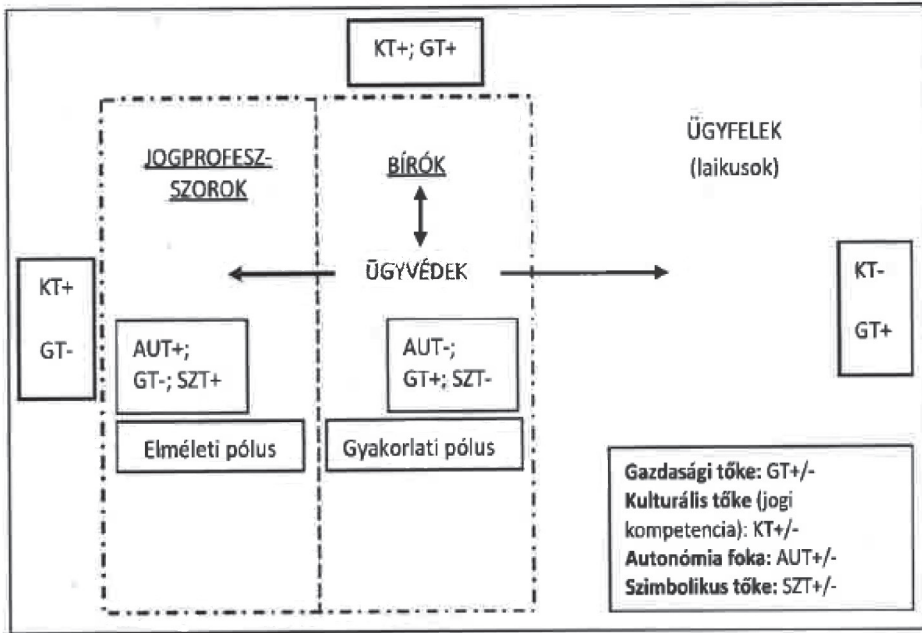 KT+; GT+
JOGPROFESZ-
SZOROK
BÍRÓK
ÜGYFELEK
(laikusok)
ÜGYVÉDEK
KT+
GT-
KT-
GT+
AUT+;
GT-; SZT+
AUT-;
GT+; SZT-
Elméleti pólus
Gyakorlati pólus
Gazdasági tőke: GT+/-
Kulturális tőke (jogi
kompetencia): KT+/-
Autonómia foka: AUT+/-
Szimbolikus tőke: SZT+/-